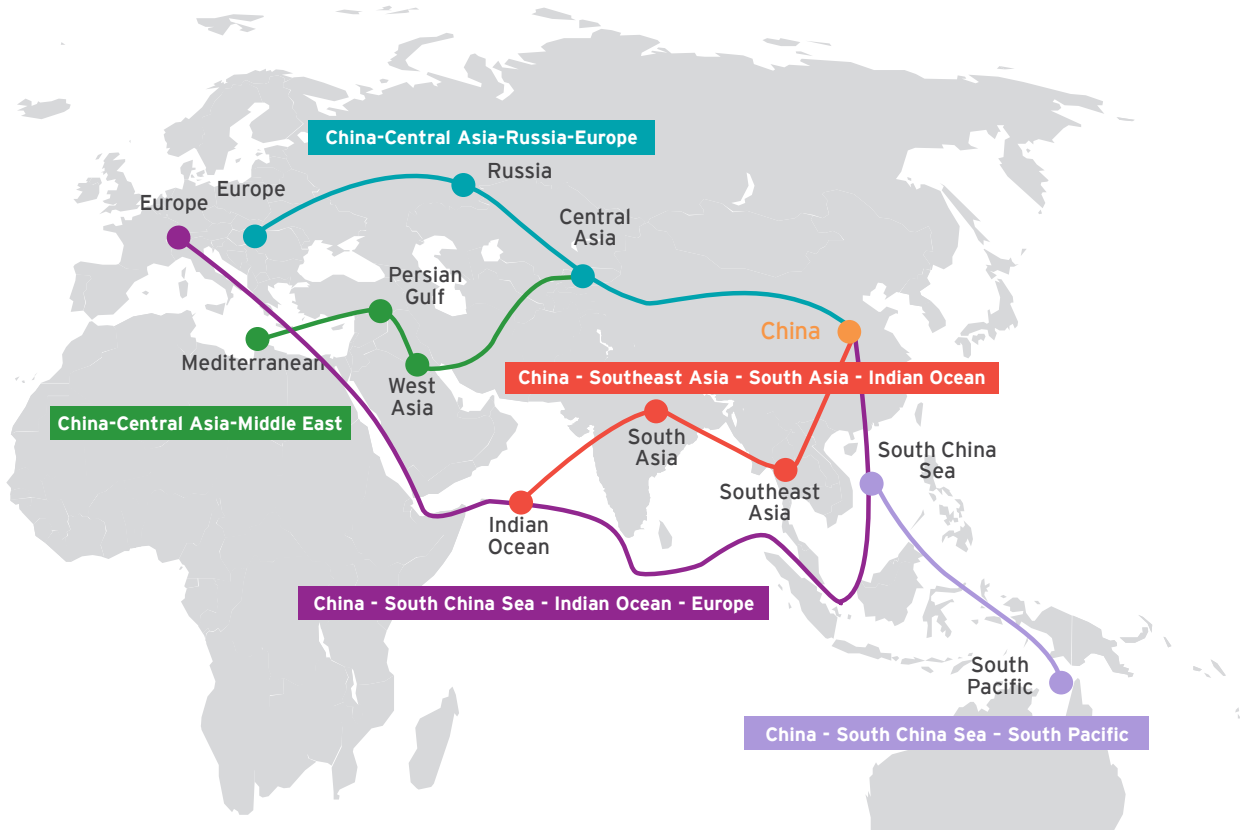 China-Central Asia-Russia-Europe
Russia
Europe
Europe
Central
Asia
Persian
Gulf
China
Mediterranean
West
Asia
China - Southeast Asia - South Asia - Indian Ocean
China-Central Asia-Middle East
South
Asia
South China
Sea
Southeast
Asia
Indian
Ocean
China - South China Sea - Indian Ocean - Europe
South
Pacific
China - South China Sea – South Pacific